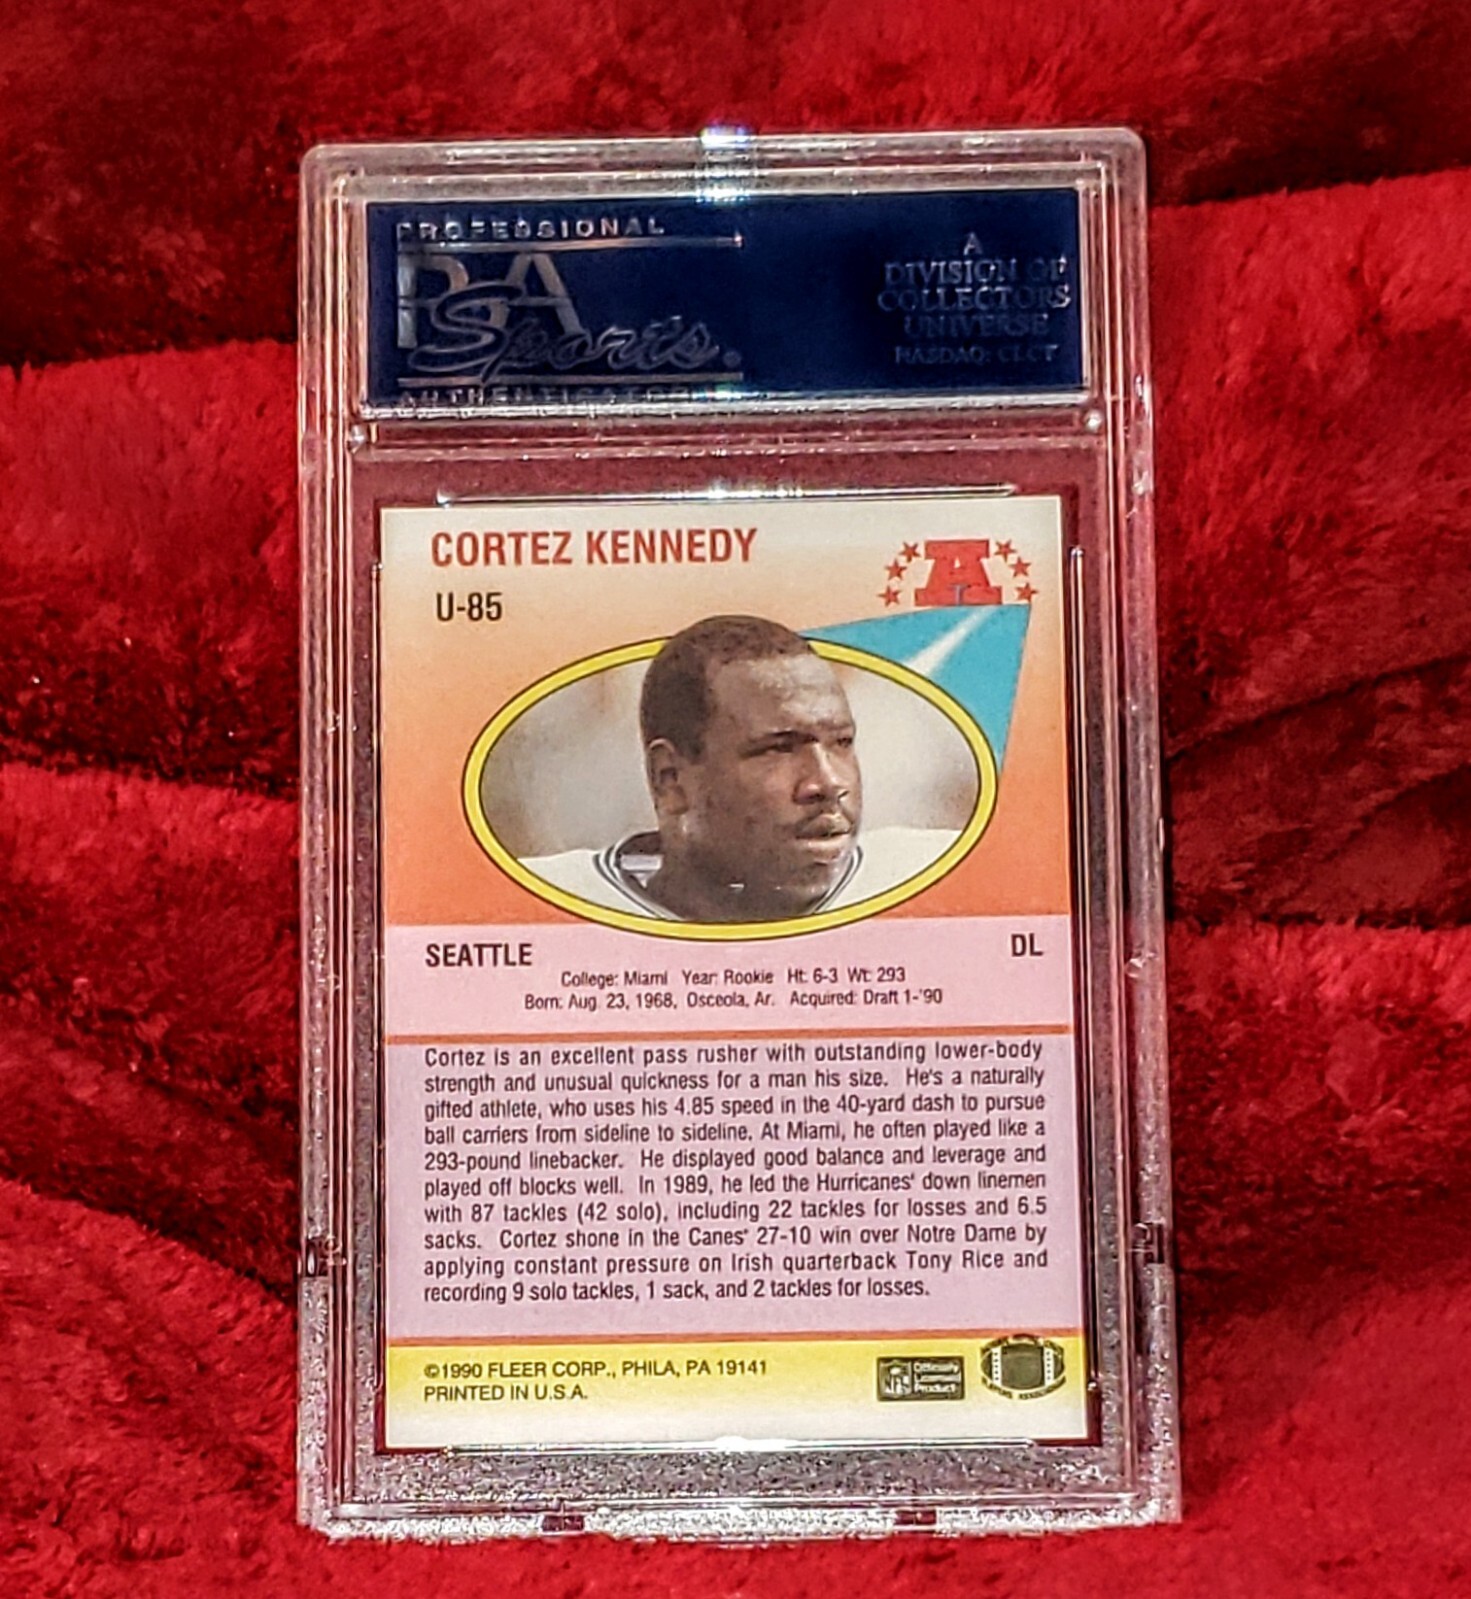 PROFESSIONAL
PSA
Sports
AUTHENTICATOR
A
DIVISION OF
COLLECTORS
UNIVERSE
NASDAQ: CLCT
CORTEZ KENNEDY
U-85
A
SEATTLE
DL
College: Miami Year: Rookie Ht: 6-3 Wt: 293
Born: Aug. 23, 1968, Osceola, Ar. Acquired: Draft 1-'90
Cortez is an excellent pass rusher with outstanding lower-body
strength and unusual quickness for a man his size. He's a naturally
gifted athlete, who uses his 4.85 speed in the 40-yard dash to pursue
ball carriers from sideline to sideline. At Miami, he often played like a
293-pound linebacker. He displayed good balance and leverage and
played off blocks well. In 1989, he led the Hurricanes' down linemen
with 87 tackles (42 solo), including 22 tackles for losses and 6.5
sacks. Cortez shone in the Canes' 27-10 win over Notre Dame by
applying constant pressure on Irish quarterback Tony Rice and
recording 9 solo tackles, 1 sack, and 2 tackles for losses.
©1990 FLEER CORP., PHILA, PA 19141
PRINTED IN U.S.A.
Officially
Licensed
Product